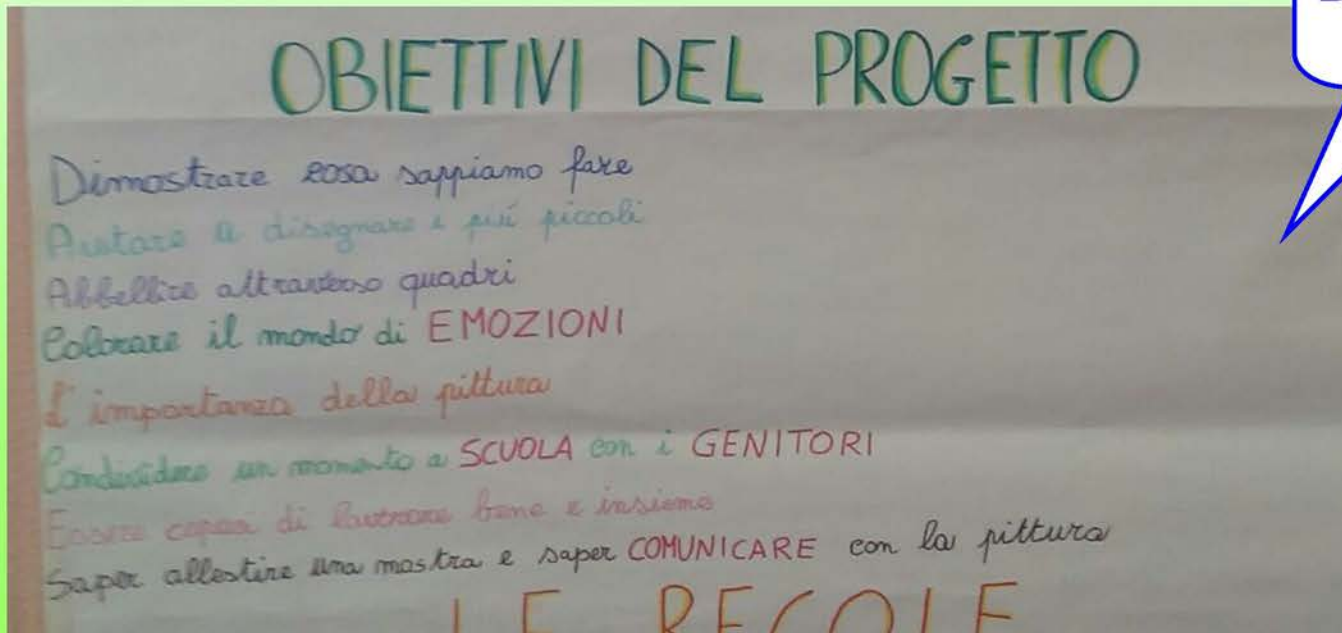 OBIETTIVI DEL PROGETTO
Dimostrare cosa sappiamo fare
Aiutare a disegnare i più piccoli
Abbellire attraverso quadri
Colorare il mondo di EMOZIONI
L'importanza della pittura
Condividere un momento a SCUOLA con i GENITORI
Essere capaci di lavorare bene e insieme
Saper allestire una mostra e saper COMUNICARE con la pittura
LE REGOLE